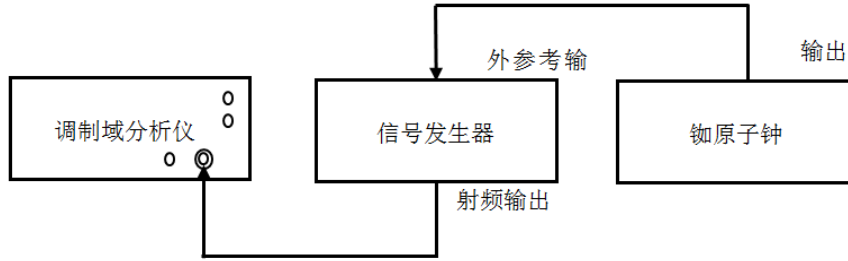 外参考输
输出
调制域分析仪
信号发生器
铷原子钟
射频输出